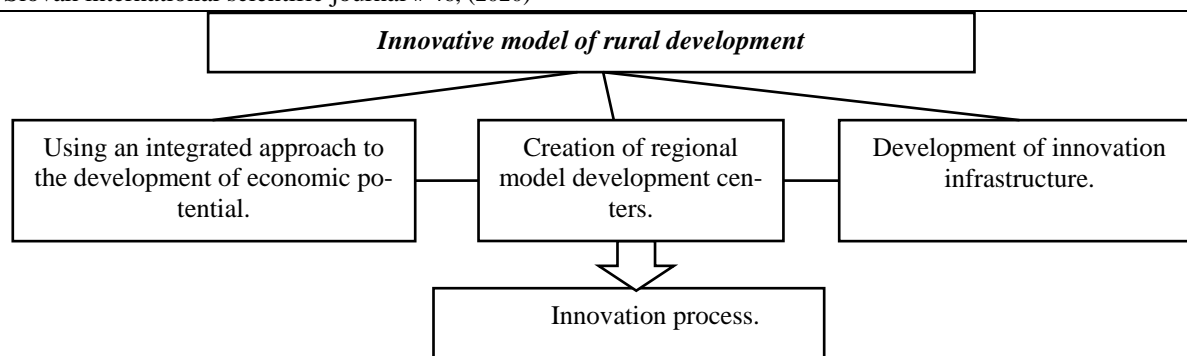 Slovak international scientific journal # 46, (2020)
Innovative model of rural development
Using an integrated approach to
the development of economic po-
tential.
Creation of regional
model development cen-
ters.
Development of innovation
infrastructure.
Innovation process.